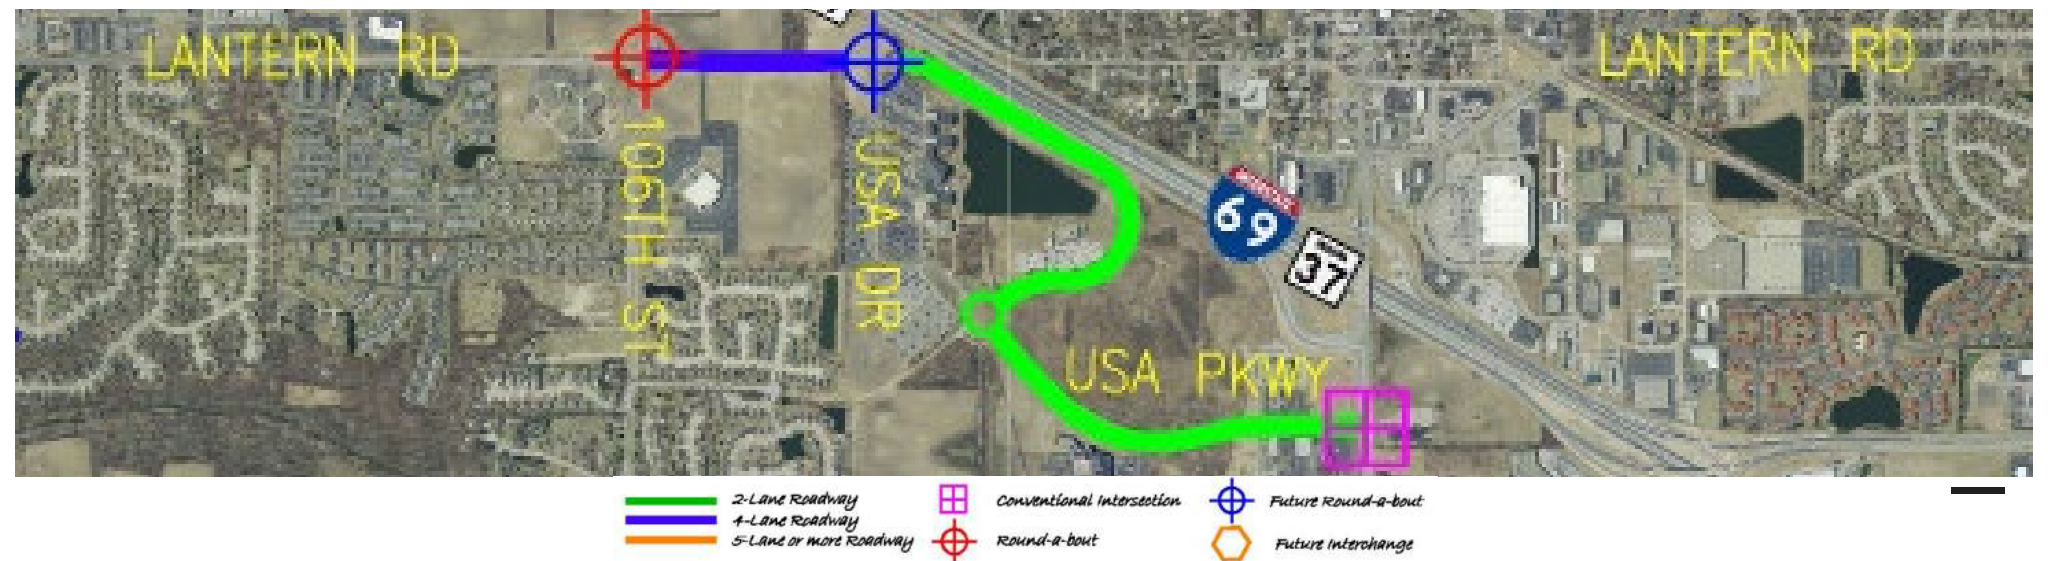 LANTERN RD
LANTERN RD
106TH ST
USA DR
69
37
USA PKWY
2-Lane Roadway
4-Lane Roadway
5-Lane or more Roadway
Conventional Intersection
Round-a-bout
Future Round-a-bout
Future Interchange